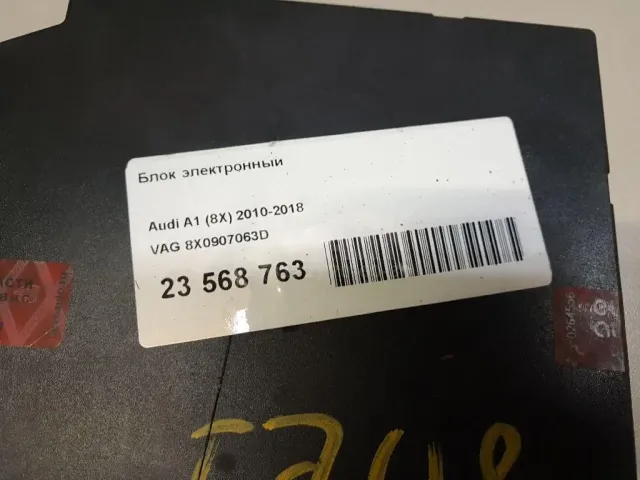 Блок электронный
Audi A1 (8X) 2010-2018
VAG 8X0907063D
23 568 763